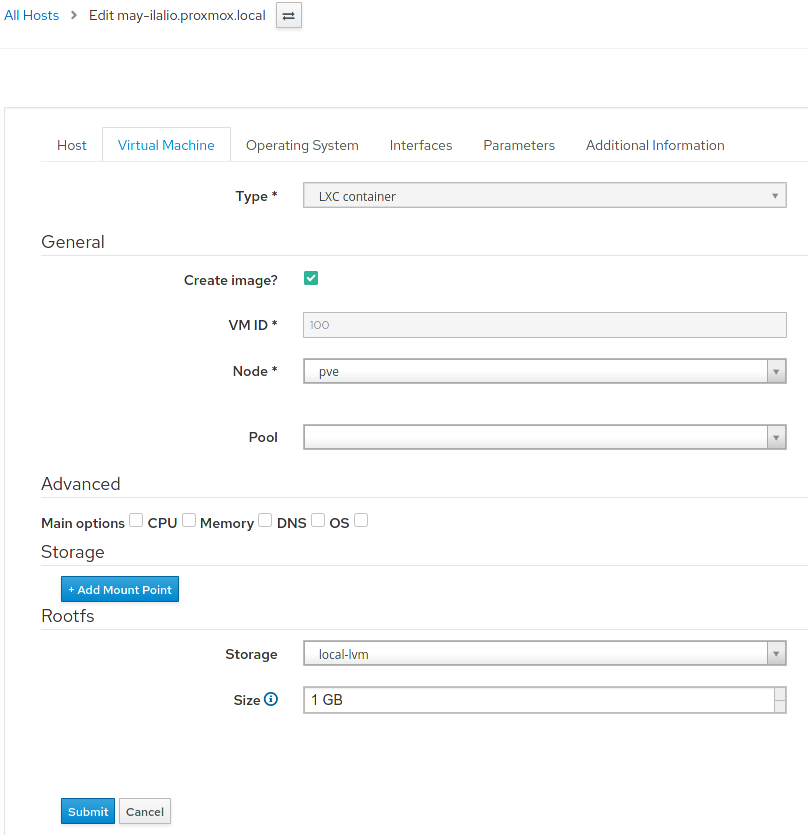 All Hosts > Edit may-ilalio.proxmox.local
Host Virtual Machine Operating System Interfaces Parameters Additional Information
Type * LXC container
General
Create image?
VM ID * 100
Node * pve
Pool
Advanced
Main options CPU Memory DNS OS
Storage
+ Add Mount Point
Rootfs
Storage local-lvm
Size 1 GB
Submit Cancel